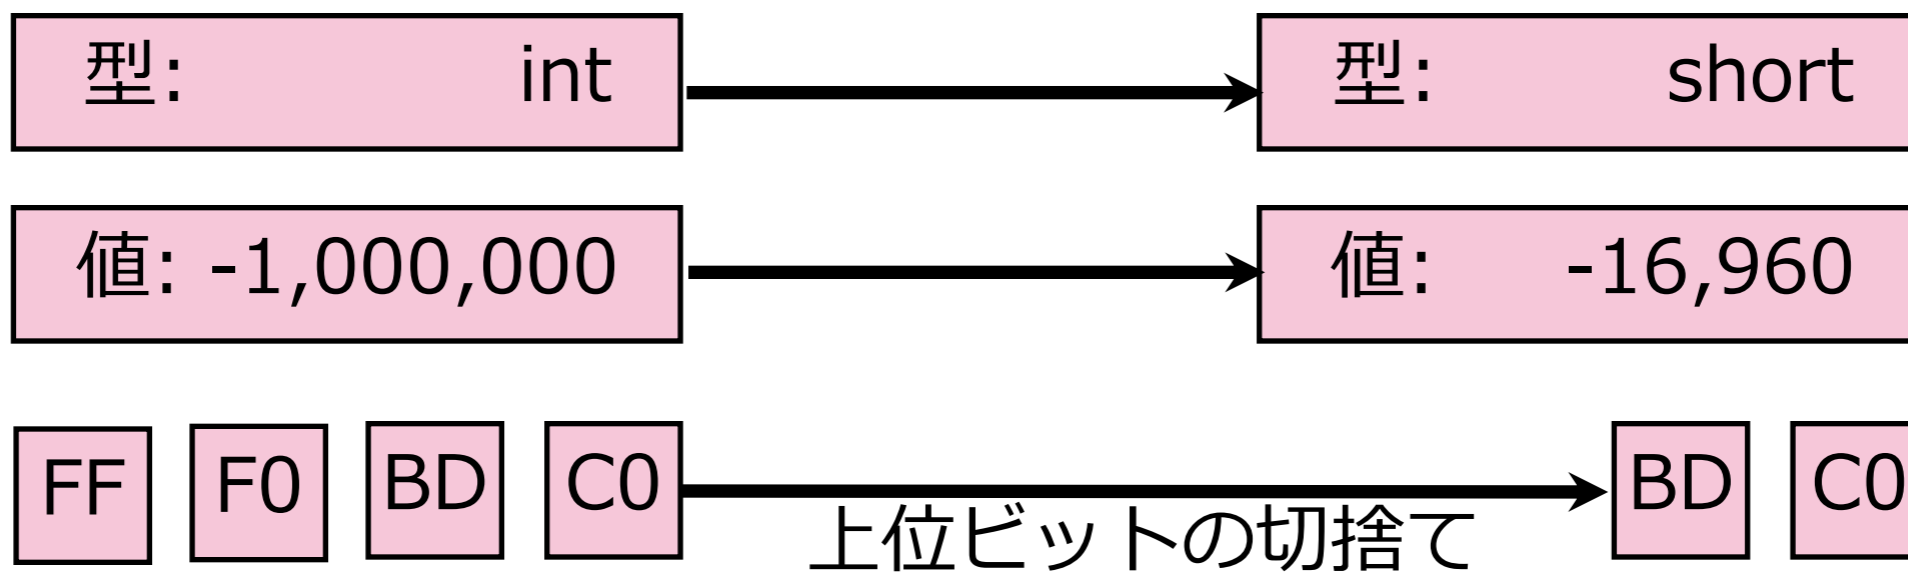 型: int 型: short
値: -1,000,000 値: -16,960
FF F0 BD C0 BD C0
上位ビットの切捨て